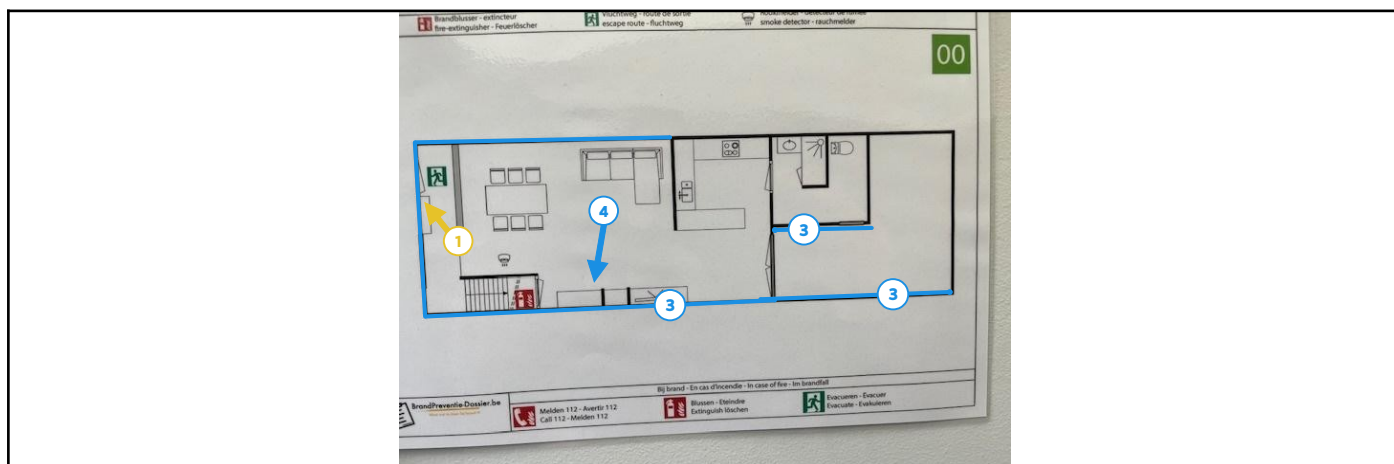 Brandblusser - extincteur
fire-extinguisher - Feuerlöscher
Vluchtweg - route de sortie
escape route - fluchtweg
smoke detector - rauchmelder
00
4
1
3
3
3
Bij brand - En cas d'incendie - In case of fire - Im brandfall
BrandPreventie-Dossier.be
Melden 112 - Avertir 112
Call 112 - Melden 112
Blussen - Eteindre
Extinguish löschen
Evacueren - Evacuer
Evacuate - Evakuieren